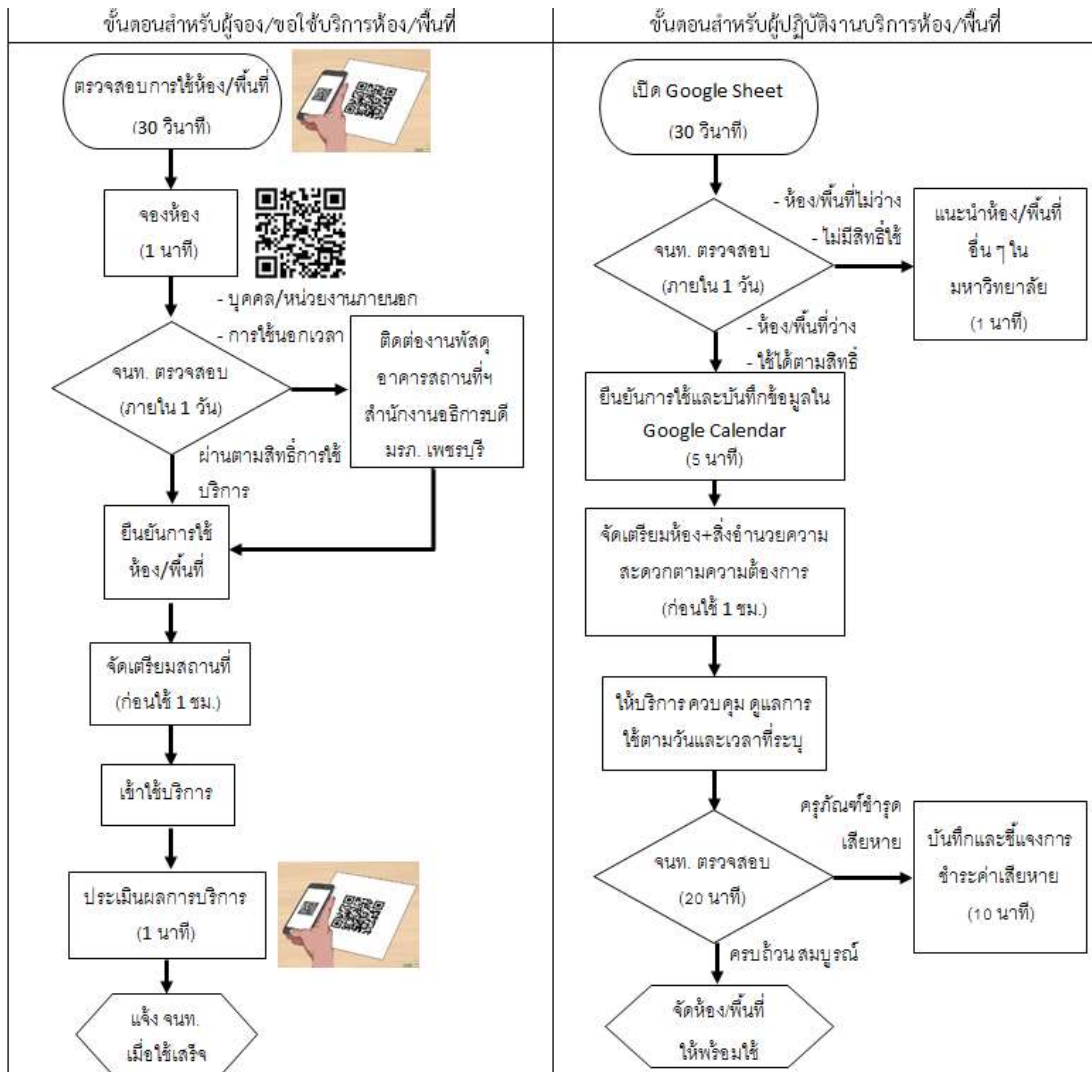 ขั้นตอนสำหรับผู้จอง/ขอใช้บริการห้อง/พื้นที่
ตรวจสอบการใช้ห้อง/พื้นที่
(30 วินาที)
จองห้อง
(1 นาที)
- บุคคล/หน่วยงานภายนอก
- การใช้นอกเวลา
จนท. ตรวจสอบ
(ภายใน 1 วัน)
ติดต่องานพัสดุ
อาคารสถานที่ฯ
สำนักงานอธิการบดี
มรภ. เพชรบุรี
ผ่านตามสิทธิ์การใช้
บริการ
ยืนยันการใช้
ห้อง/พื้นที่
จัดเตรียมสถานที่
(ก่อนใช้ 1 ชม.)
เข้าใช้บริการ
ประเมินผลการบริการ
(1 นาที)
แจ้ง จนท.
เมื่อใช้เสร็จ
ขั้นตอนสำหรับผู้ปฏิบัติงานบริการห้อง/พื้นที่
เปิด Google Sheet
(30 วินาที)
- ห้อง/พื้นที่ไม่ว่าง
- ไม่มีสิทธิ์ใช้
จนท. ตรวจสอบ
(ภายใน 1 วัน)
แนะนำห้อง/พื้นที่
อื่น ๆ ใน
มหาวิทยาลัย
(1 นาที)
- ห้อง/พื้นที่ว่าง
- ใช้ได้ตามสิทธิ์
ยืนยันการใช้และบันทึกข้อมูลใน
Google Calendar
(5 นาที)
จัดเตรียมห้อง+สิ่งอำนวยความ
สะดวกตามความต้องการ
(ก่อนใช้ 1 ชม.)
ให้บริการ ควบคุม ดูแลการ
ใช้ตามวันและเวลาที่ระบุ
ครุภัณฑ์ชำรุด
เสียหาย
จนท. ตรวจสอบ
(20 นาที)
บันทึกและชี้แจงการ
ชำระค่าเสียหาย
(10 นาที)
ครบถ้วน สมบูรณ์
จัดห้อง/พื้นที่
ให้พร้อมใช้